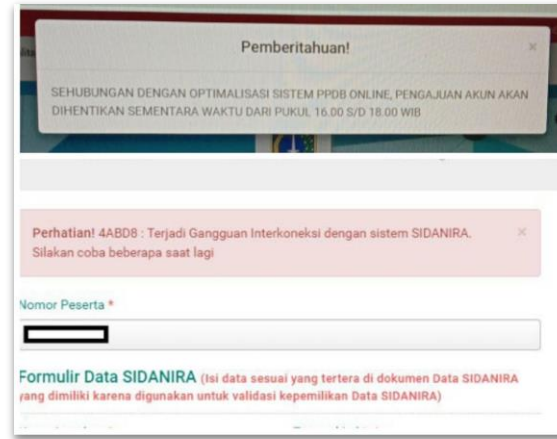 Pemberitahuan!
×
SEHUBUNGAN DENGAN OPTIMALISASI SISTEM PPDB ONLINE, PENGAJUAN AKUN AKAN
DIHENTIKAN SEMENTARA WAKTU DARI PUKUL 16.00 S/D 18.00 WIB
Perhatian! 4ABD8 : Terjadi Gangguan Interkoneksi dengan sistem SIDANIRA.
×
Silakan coba beberapa saat lagi
Nomor Peserta *
Formulir Data SIDANIRA (Isi data sesuai yang tertera di dokumen Data SIDANIRA
yang dimiliki karena digunakan untuk validasi kepemilikan Data SIDANIRA)